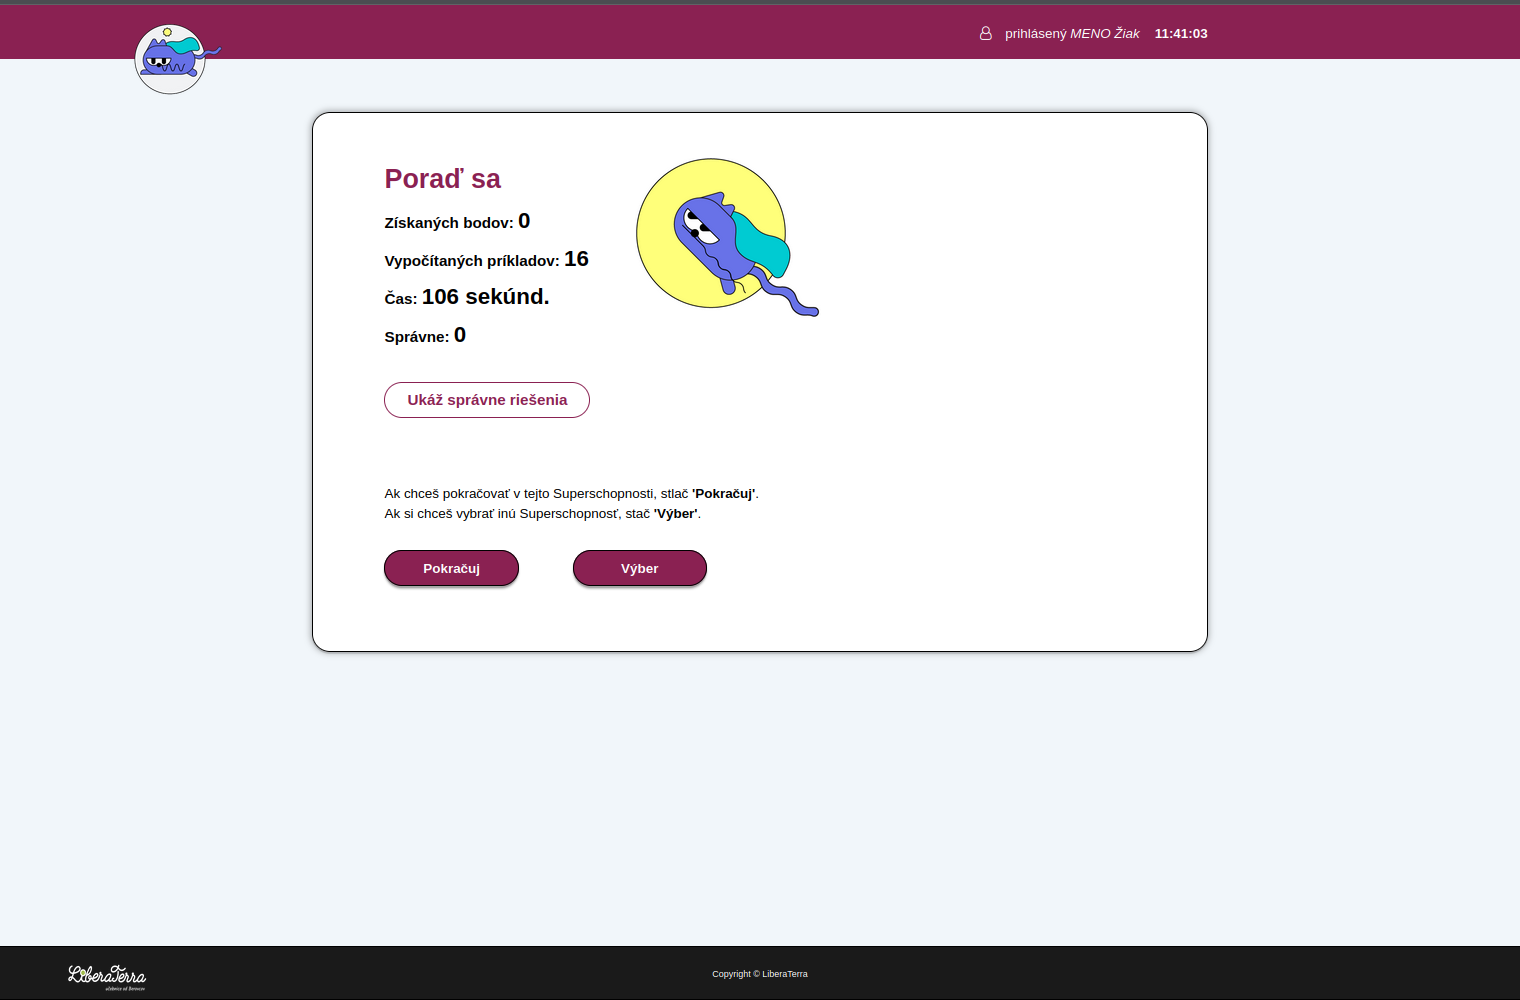 prihlásený MENO Žiak 11:41:03
Poraď sa
Získaných bodov: 0
Vypočítaných príkladov: 16
Čas: 106 sekúnd.
Správne: 0
Ukáž správne riešenia
Ak chceš pokračovať v tejto Superschopnosti, stlač 'Pokračuj'.
Ak si chceš vybrať inú Superschopnosť, stač 'Výber'.
Pokračuj
Výber
LiberaTerra
Copyright © LiberaTerra